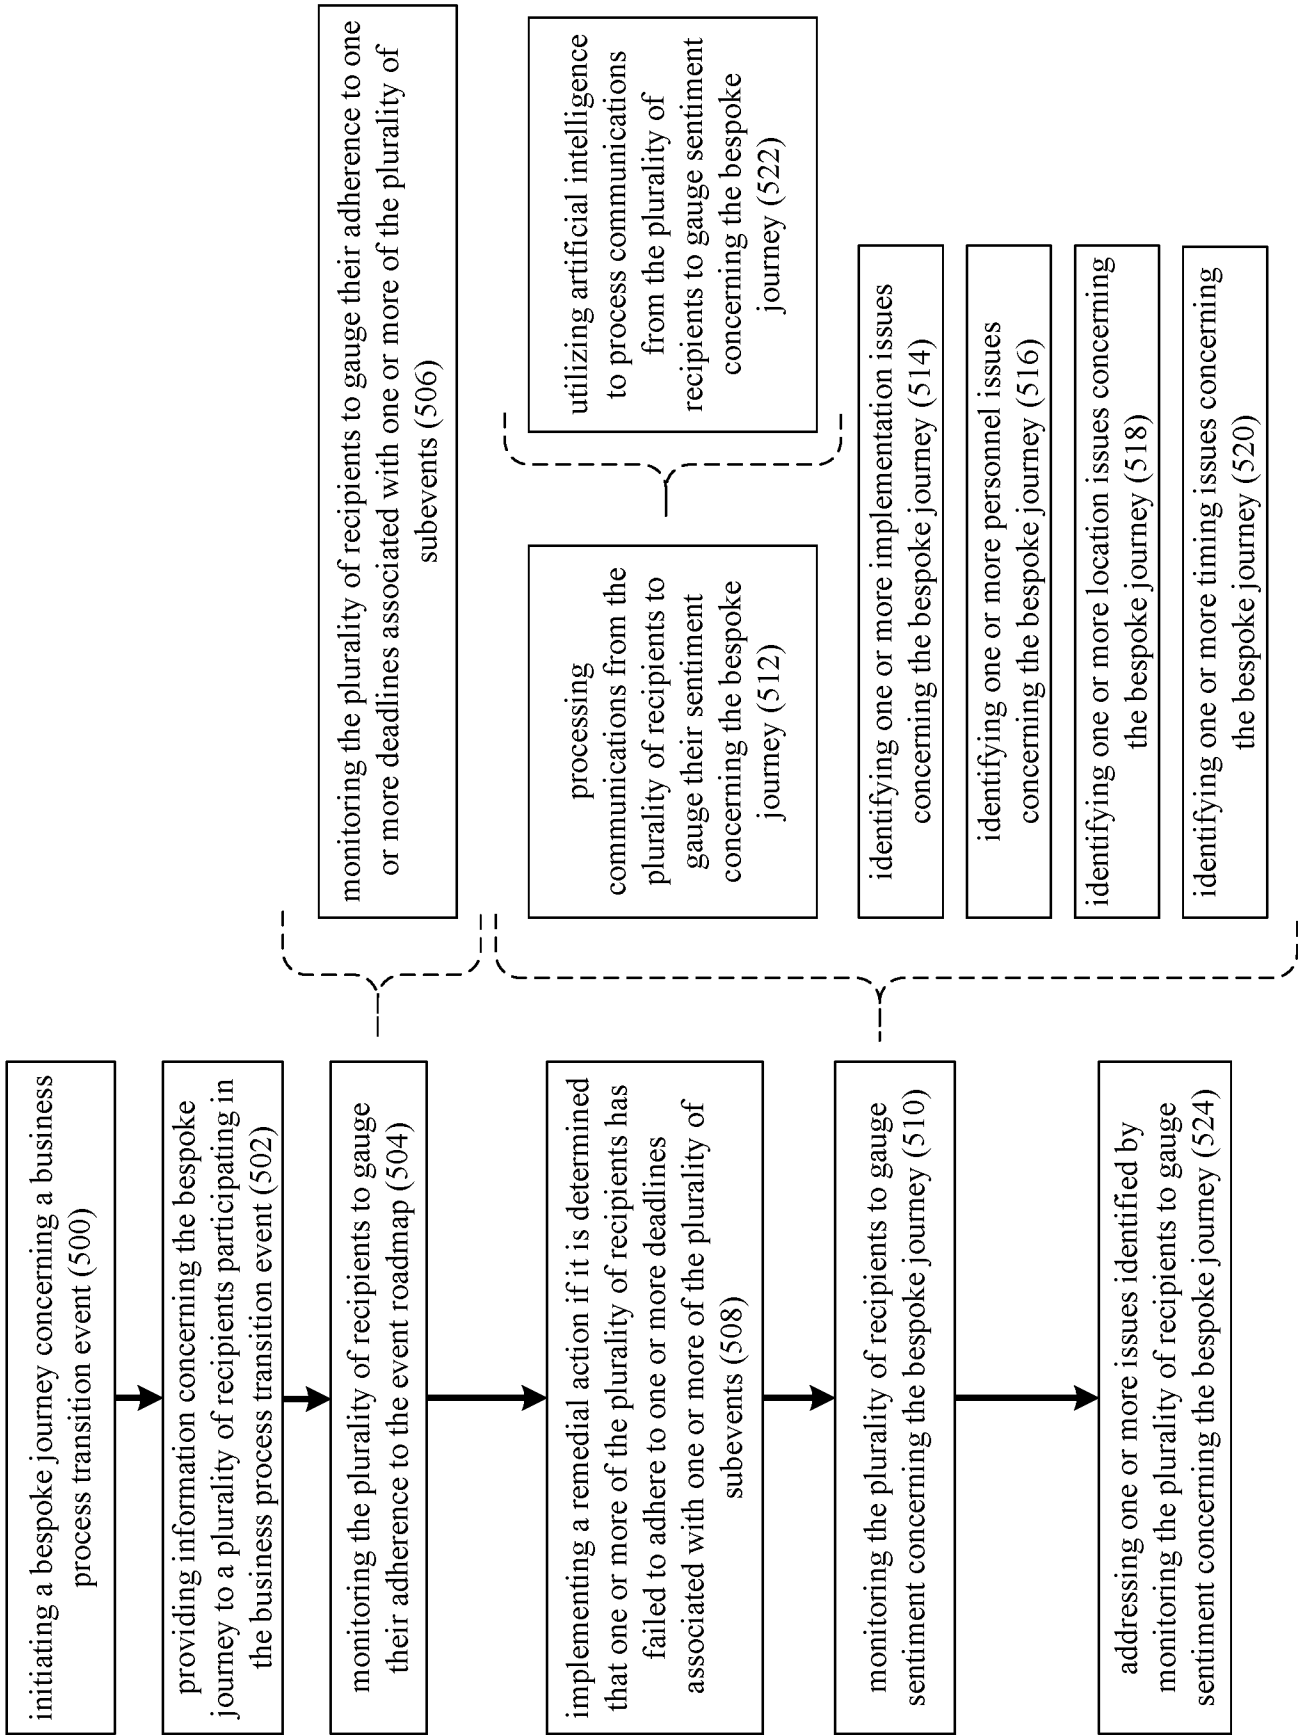 initiating a bespoke journey concerning a business
process transition event (500)
providing information concerning the bespoke
journey to a plurality of recipients participating in
the business process transition event (502)
monitoring the plurality of recipients to gauge
their adherence to the event roadmap (504)
monitoring the plurality of recipients to gauge their adherence to one
or more deadlines associated with one or more of the plurality of
subevents (506)
implementing a remedial action if it is determined
that one or more of the plurality of recipients has
failed to adhere to one or more deadlines
associated with one or more of the plurality of
subevents (508)
monitoring the plurality of recipients to gauge
sentiment concerning the bespoke journey (510)
processing
communications from the
plurality of recipients to
gauge their sentiment
concerning the bespoke
journey (512)
utilizing artificial intelligence
to process communications
from the plurality of
recipients to gauge sentiment
concerning the bespoke
journey (522)
identifying one or more implementation issues
concerning the bespoke journey (514)
identifying one or more personnel issues
concerning the bespoke journey (516)
identifying one or more location issues concerning
the bespoke journey (518)
identifying one or more timing issues concerning
the bespoke journey (520)
addressing one or more issues identified by
monitoring the plurality of recipients to gauge
sentiment concerning the bespoke journey (524)